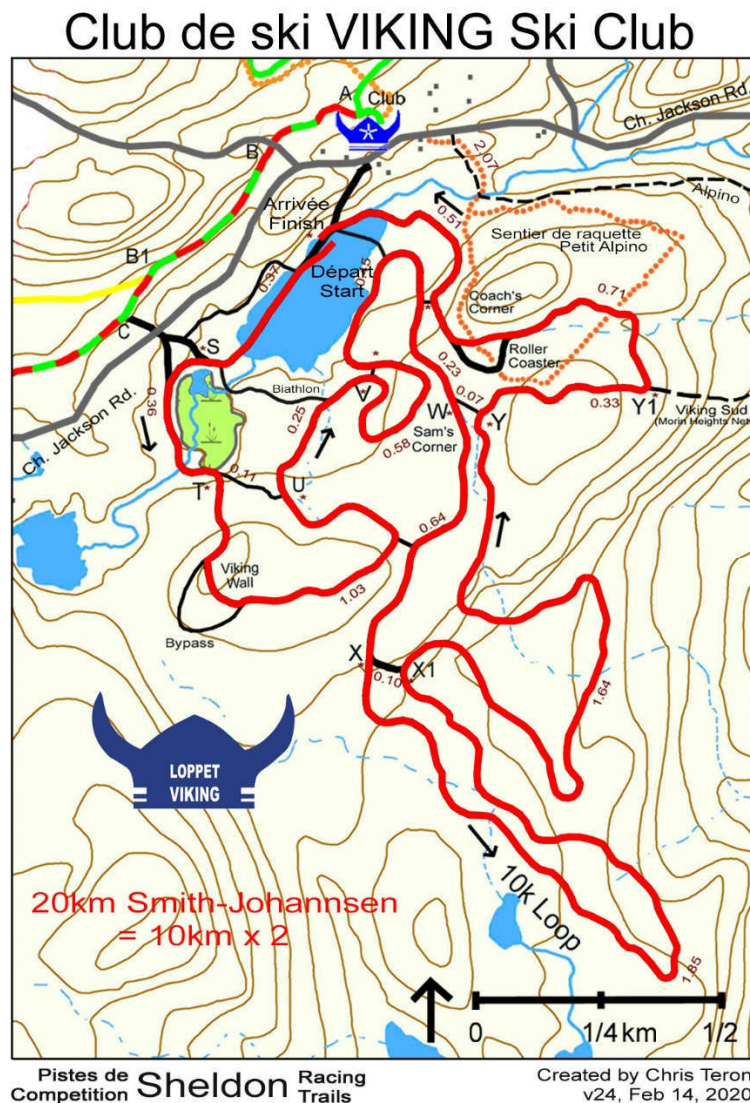 Club de ski VIKING Ski Club
A
Club
Ch. Jackson Rd.
B
2.07
Alpino
Arrivée
Finish
0.51
Sentier de raquette
Petit Alpino
B1
Départ
Start
0.37
0.71
Coach's
Corner
C
S
Roller
Coaster
0.23
Biathlon
0.07
0.33
Y1
Viking Sud
0.36
0.25
V
W
Y
Sam's
Corner
0.58
Ch. Jackson Rd.
0.11
T
U
0.64
Viking
Wall
1.03
Bypass
X
0.10
X1
1.64
LOPPET
VIKING
10k Loop
20km Smith-Johannsen
= 10km x 2
1.85
0
1/4 km
1/2
Pistes de
Competition
Sheldon
Racing
Trails
Created by Chris Teron
v24, Feb 14, 2020